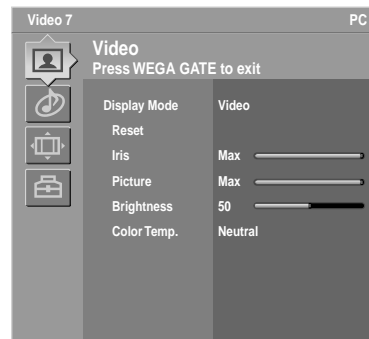 Video 7 PC
Video
Press WEGA GATE to exit
Display Mode Video
Reset
Iris Max
Picture Max
Brightness 50
Color Temp. Neutral